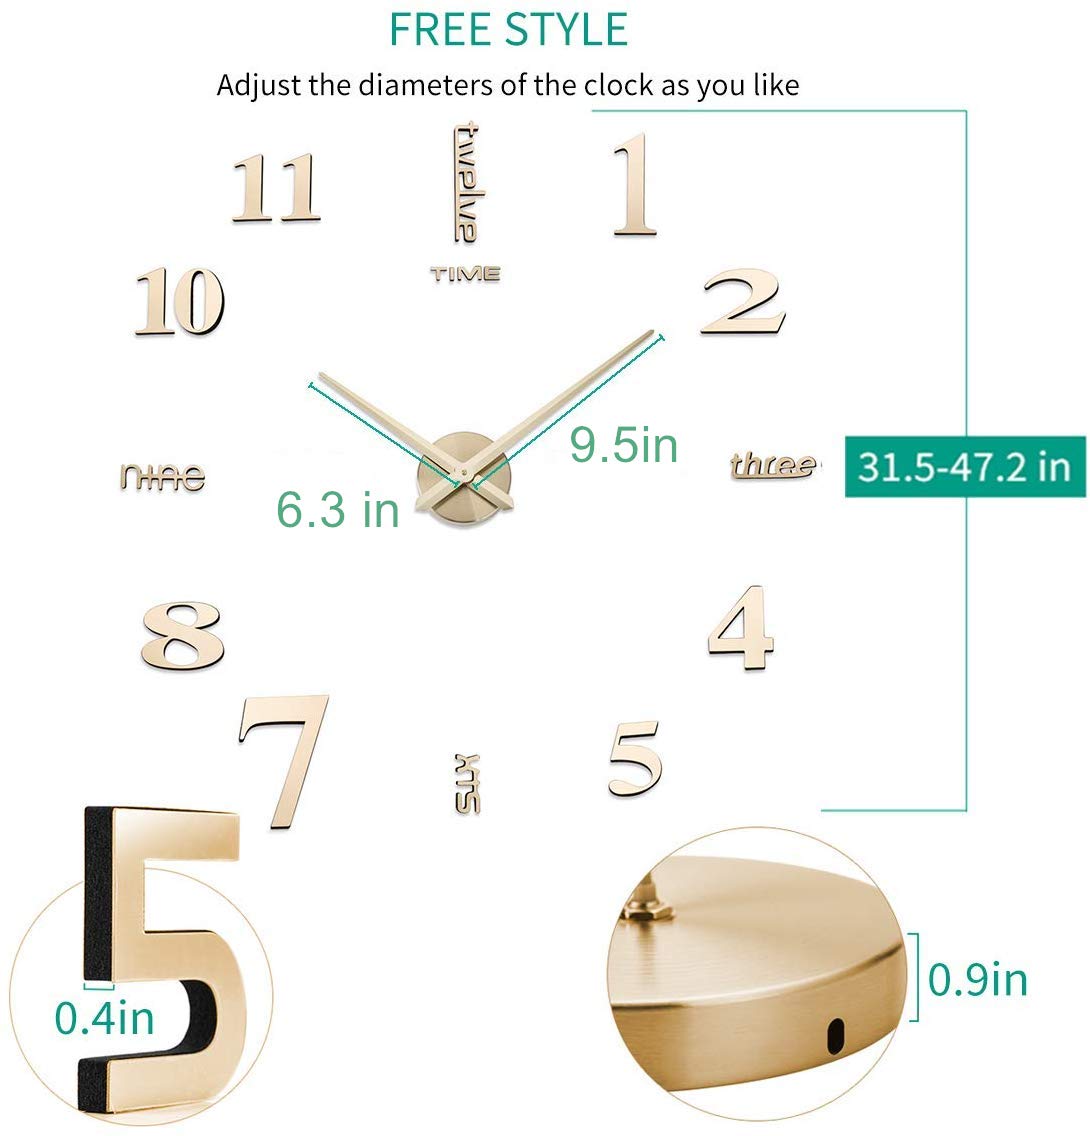 FREE STYLE
Adjust the diameters of the clock as you like
11
twelve
1
TIME
10
2
9.5in
nine
three
31.5-47.2 in
6.3 in
8
4
7
5
SIX
5
0.4in
0.9in